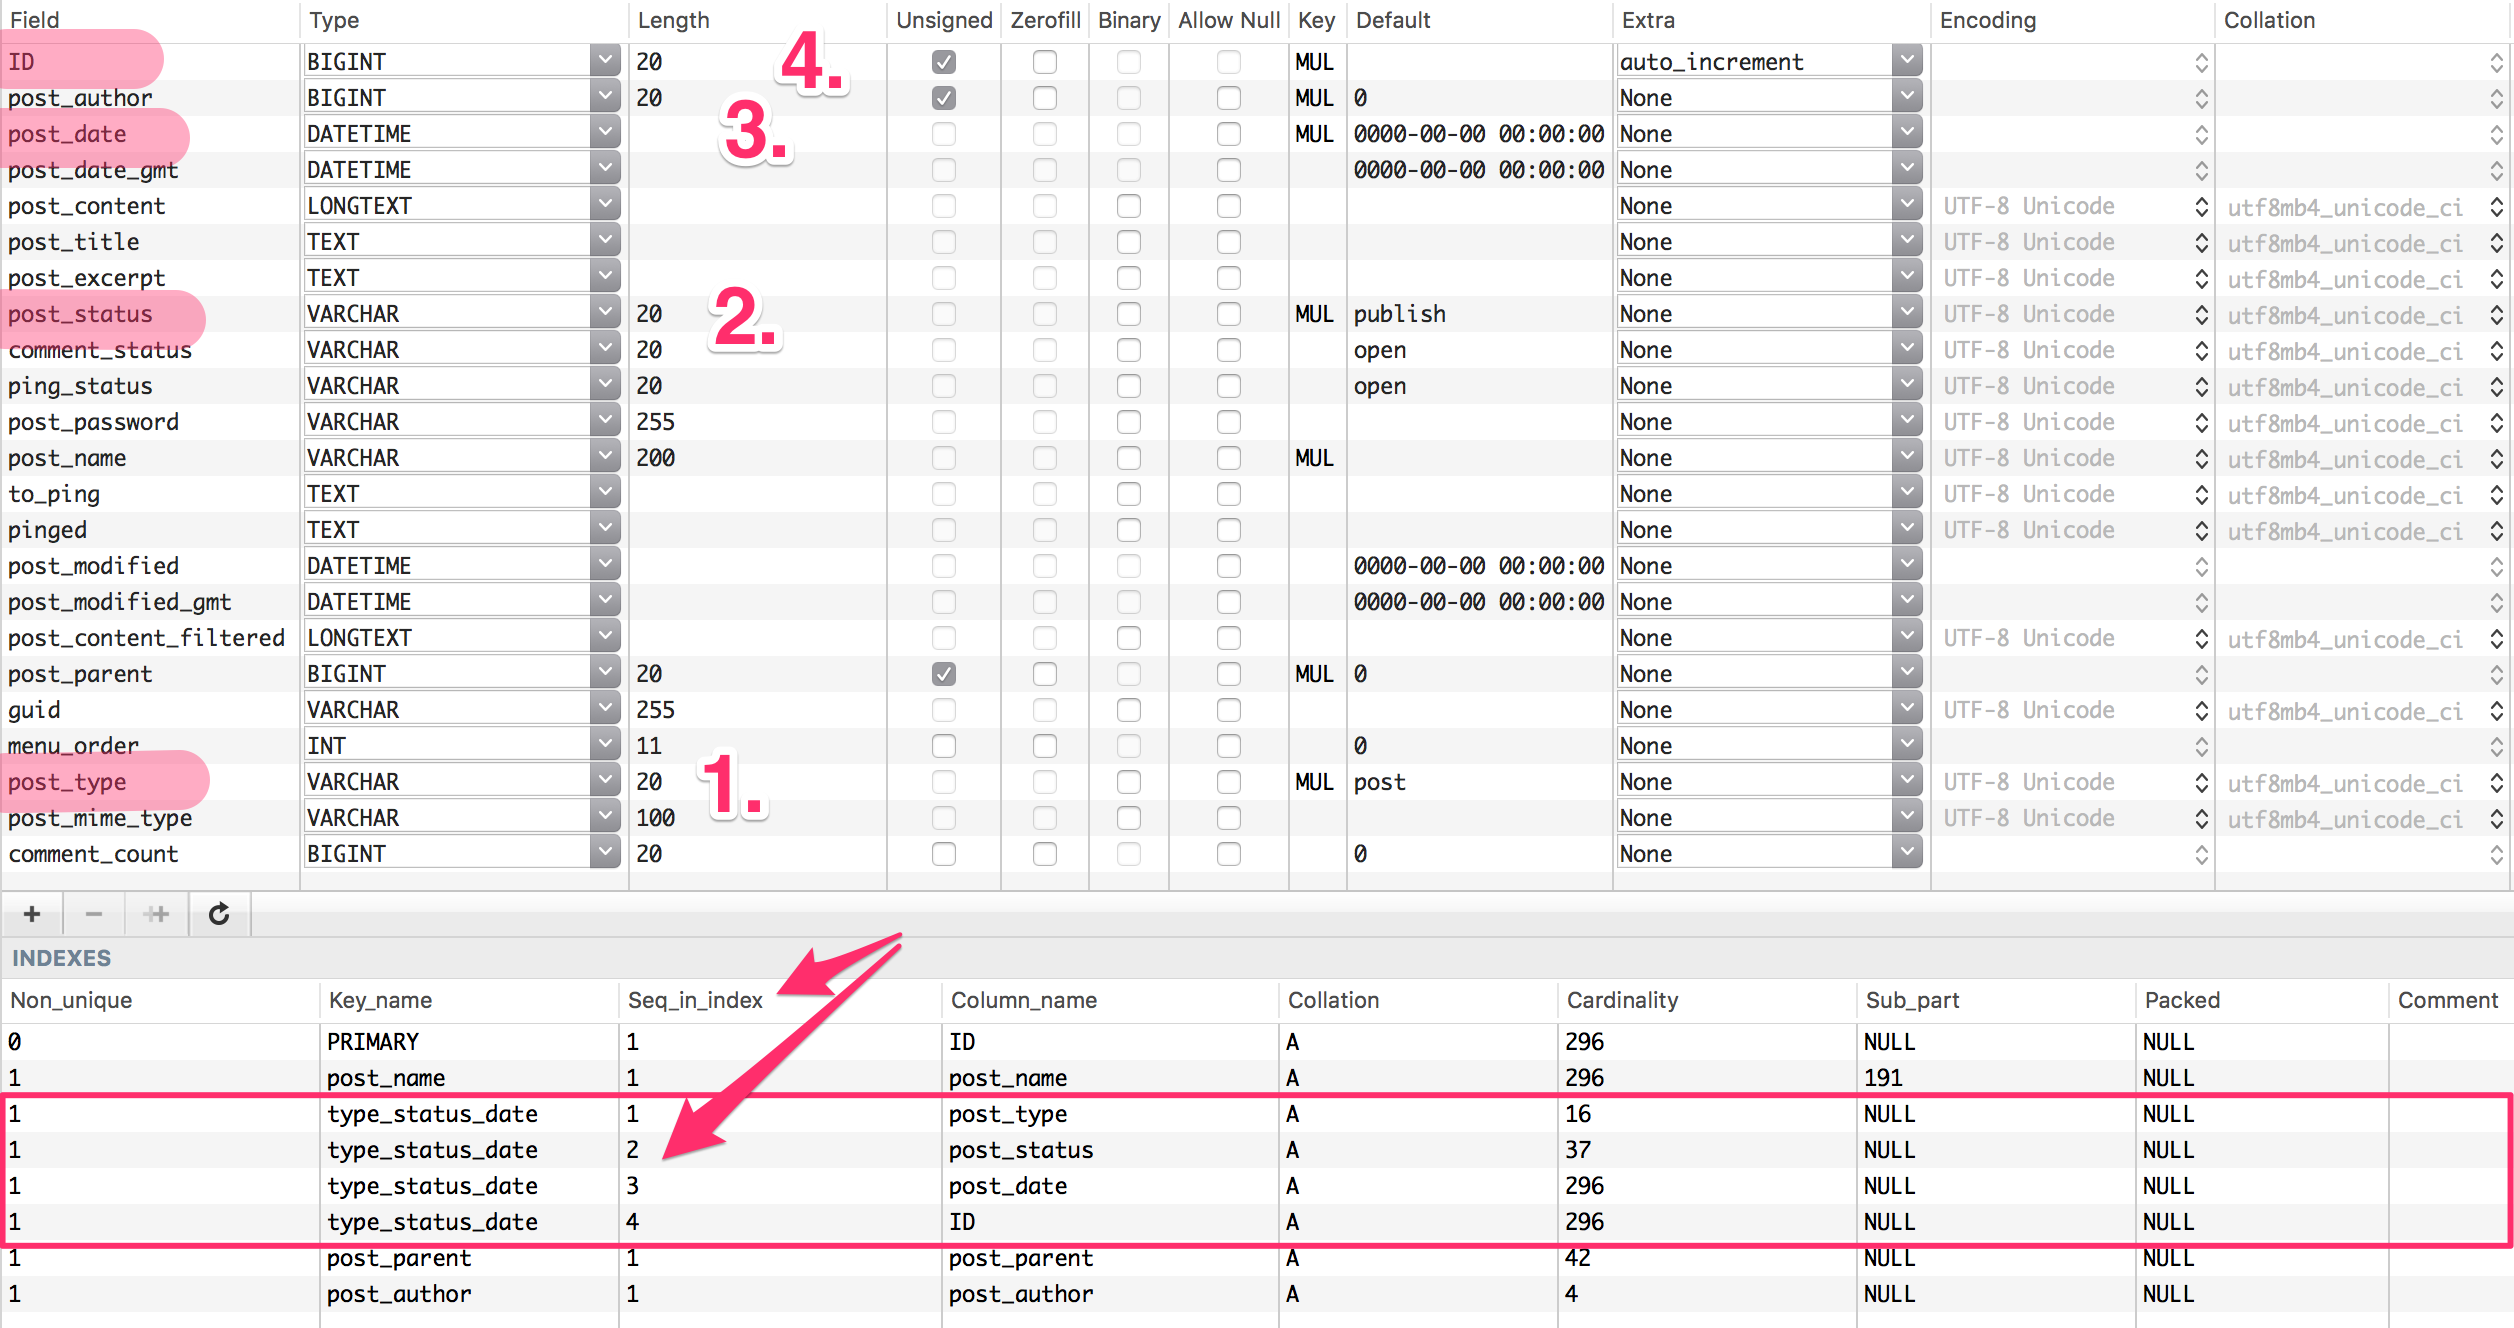 Field Type Length Unsigned Zerofill Binary Allow Null Key Default Extra Encoding Collation
ID BIGINT 20 4. MUL auto_increment
post_author BIGINT 20 MUL 0 None
post_date DATETIME 3. MUL 0000-00-00 00:00:00 None
post_date_gmt DATETIME 0000-00-00 00:00:00 None
post_content LONGTEXT None UTF-8 Unicode utf8mb4_unicode_ci
post_title TEXT None UTF-8 Unicode utf8mb4_unicode_ci
post_excerpt TEXT None UTF-8 Unicode utf8mb4_unicode_ci
post_status VARCHAR 20 2. MUL publish None UTF-8 Unicode utf8mb4_unicode_ci
comment_status VARCHAR 20 open None UTF-8 Unicode utf8mb4_unicode_ci
ping_status VARCHAR 20 open None UTF-8 Unicode utf8mb4_unicode_ci
post_password VARCHAR 255 None UTF-8 Unicode utf8mb4_unicode_ci
post_name VARCHAR 200 MUL None UTF-8 Unicode utf8mb4_unicode_ci
to_ping TEXT None UTF-8 Unicode utf8mb4_unicode_ci
pinged TEXT None UTF-8 Unicode utf8mb4_unicode_ci
post_modified DATETIME 0000-00-00 00:00:00 None
post_modified_gmt DATETIME 0000-00-00 00:00:00 None
post_content_filtered LONGTEXT None UTF-8 Unicode utf8mb4_unicode_ci
post_parent BIGINT 20 MUL 0 None
guid VARCHAR 255 None UTF-8 Unicode utf8mb4_unicode_ci
menu_order INT 11 0 None
post_type VARCHAR 20 1. MUL post None UTF-8 Unicode utf8mb4_unicode_ci
post_mime_type VARCHAR 100 None UTF-8 Unicode utf8mb4_unicode_ci
comment_count BIGINT 20 0 None
INDEXES
Non_unique Key_name Seq_in_index Column_name Collation Cardinality Sub_part Packed Comment
0 PRIMARY 1 ID A 296 NULL NULL
1 post_name 1 post_name A 296 191 NULL
1 type_status_date 1 post_type A 16 NULL NULL
1 type_status_date 2 post_status A 37 NULL NULL
1 type_status_date 3 post_date A 296 NULL NULL
1 type_status_date 4 ID A 296 NULL NULL
1 post_parent 1 post_parent A 42 NULL NULL
1 post_author 1 post_author A 4 NULL NULL